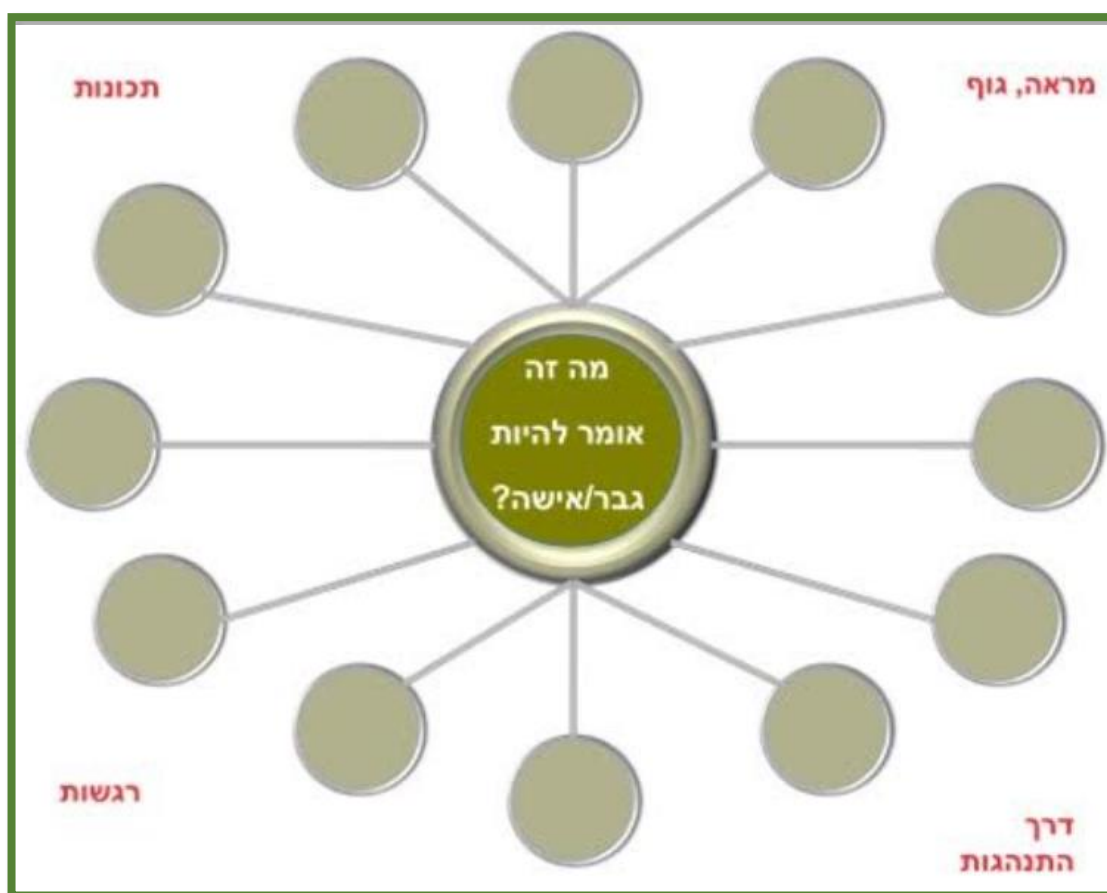 מראה, גוף
תכונות
מה זה
אומר להיות
גבר/אישה?
דרך
התנהגות
רגשות